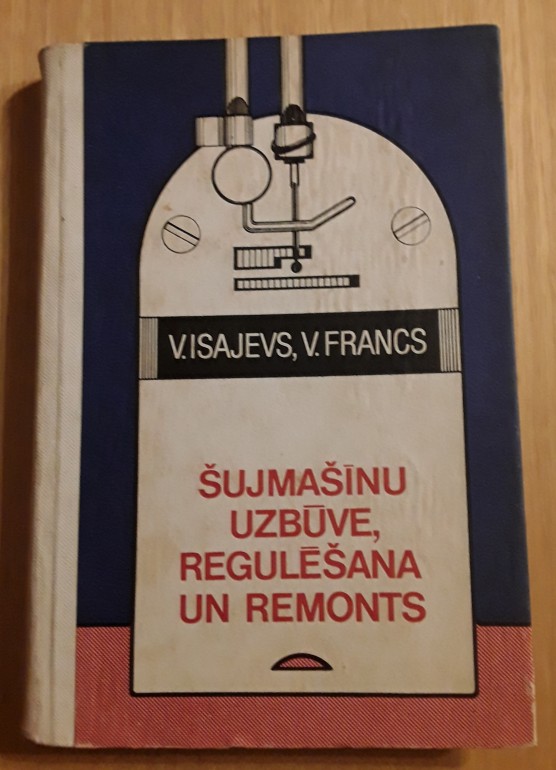 V.ISAJEVS, V.FRANCS
ŠUJMAŠĪNU
UZBŪVE,
REGULĒŠANA
UN REMONTS